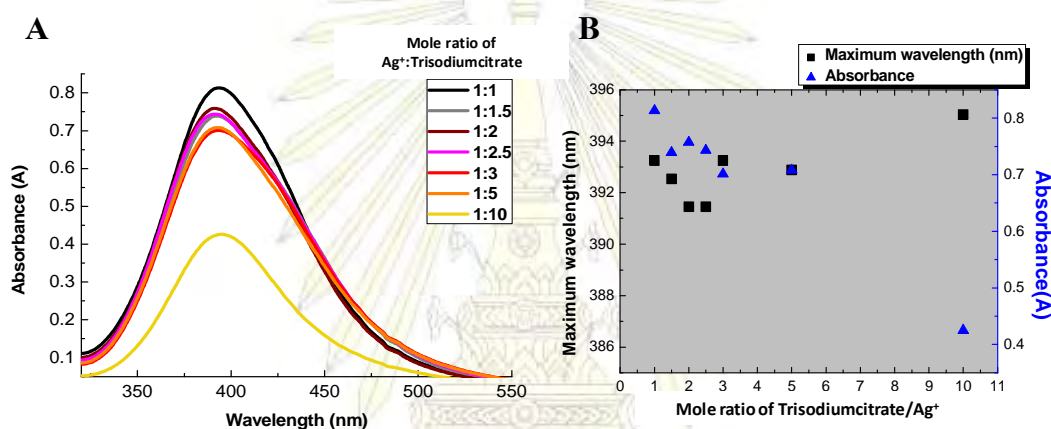 A
Mole ratio of
Ag⁺:Trisodiumcitrate
1:1
1:1.5
1:2
1:2.5
1:3
1:5
1:10
0.8
0.7
0.6
0.5
0.4
0.3
0.2
0.1
Absorbance (A)
350
400
450
500
550
Wavelength (nm)
B
Maximum wavelength (nm)
Absorbance
396
394
392
390
388
386
Maximum wavelength (nm)
0.8
0.7
0.6
0.5
0.4
Absorbance(A)
0 1 2 3 4 5 6 7 8 9 10 11
Mole ratio of Trisodiumcitrate/Ag⁺